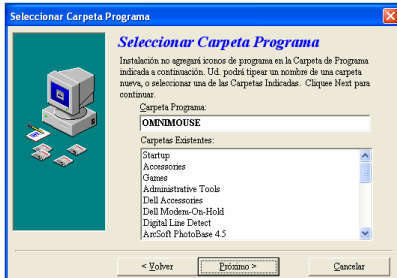 Seleccionar Carpeta Programa
Seleccionar Carpeta Programa
Instalación no agregará iconos de programa en la Carpeta de Programa
indicada a continuación. Ud. podrá tipear un nombre de una carpeta
nueva, o seleccionar una de las Carpetas Indicadas. Clique Next para
continuar.
Carpeta Programa:
OMNIMOUSE
Carpetas Existentes:
Startup
Accessories
Games
Administrative Tools
Dell Accessories
Dell Modem-On-Hold
Digital Line Detect
ArcSoft PhotoBase 4.5
< Volver
Próximo >
Cancelar